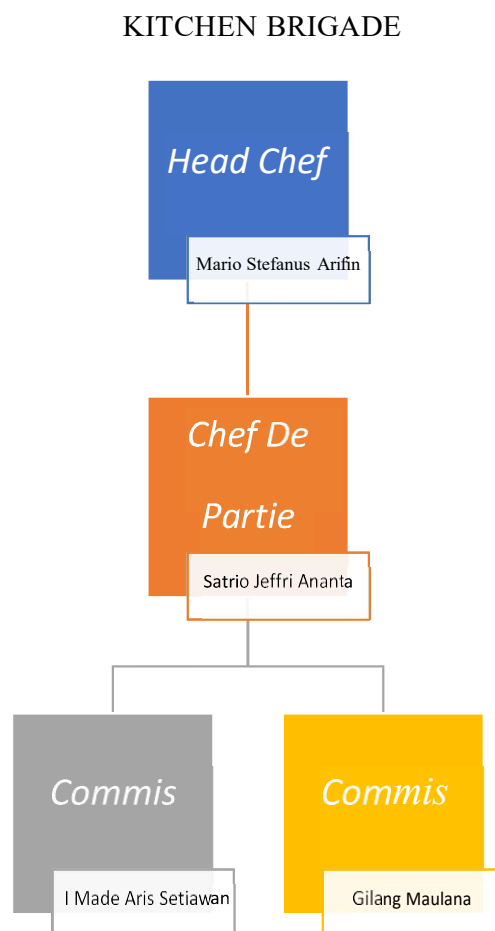 KITCHEN BRIGADE
Head Chef
Mario Stefanus Arifin
Chef De
Partie
Satrio Jeffri Ananta
Commis
I Made Aris Setiawan
Commis
Gilang Maulana